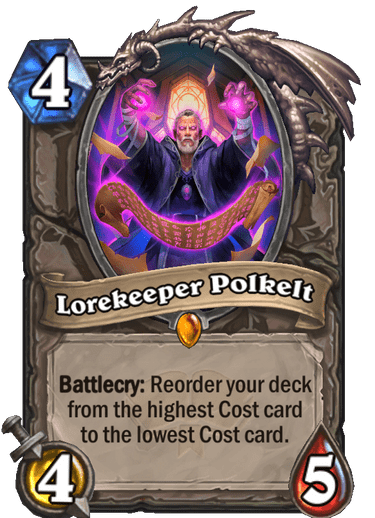 4
Lorekeeper Polkelt
Battlecry: Reorder your deck
from the highest Cost card
to the lowest Cost card.
4
5